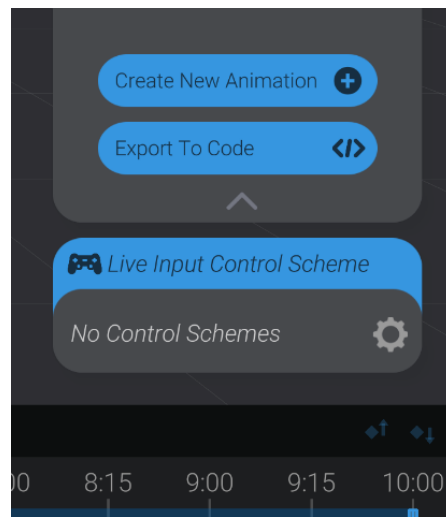 Create New Animation
Export To Code
Live Input Control Scheme
No Control Schemes
00 8:15 9:00 9:15 10:00